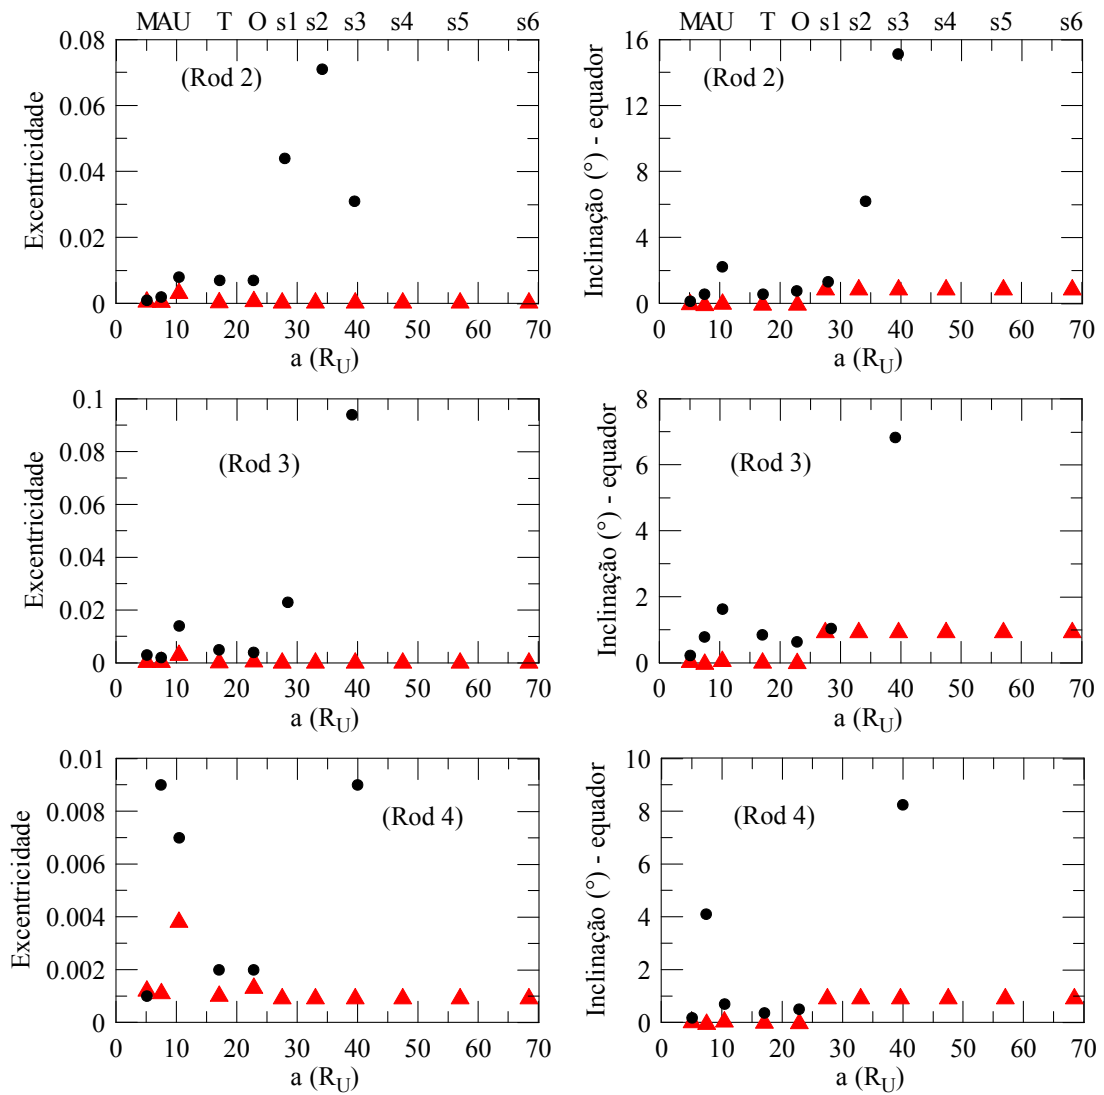 MAU T O s1 s2 s3 s4 s5 s6
0.08
0.06
0.04
0.02
0
Excentricidade
(Rod 2)
0 10 20 30 40 50 60 70
a (R_U)
MAU T O s1 s2 s3 s4 s5 s6
16
12
8
4
0
Inclinação (°) - equador
(Rod 2)
0 10 20 30 40 50 60 70
a (R_U)
0.1
0.08
0.06
0.04
0.02
0
Excentricidade
(Rod 3)
0 10 20 30 40 50 60 70
a (R_U)
8
6
4
2
0
Inclinação (°) - equador
(Rod 3)
0 10 20 30 40 50 60 70
a (R_U)
0.01
0.008
0.006
0.004
0.002
0
Excentricidade
(Rod 4)
0 10 20 30 40 50 60 70
a (R_U)
10
8
6
4
2
0
Inclinação (°) - equador
(Rod 4)
0 10 20 30 40 50 60 70
a (R_U)